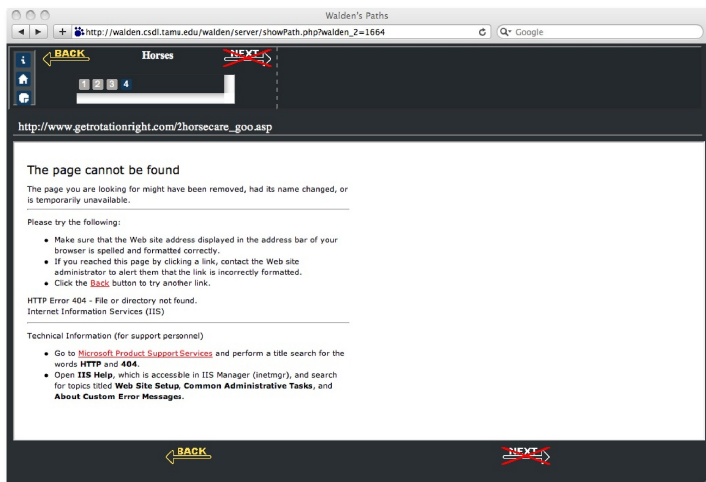 Walden's Paths
http://walden.csdl.tamu.edu/walden/server/showPath.php?walden_2=1664
Google
BACK
Horses
NEXT
1 2 3 4
http://www.getrotationright.com/2horsecare_goo.asp
The page cannot be found
The page you are looking for might have been removed, had its name changed, or
is temporarily unavailable.
Please try the following:
• Make sure that the Web site address displayed in the address bar of your
browser is spelled and formatted correctly.
• If you reached this page by clicking a link, contact the Web site
administrator to alert them that the link is incorrectly formatted.
• Click the Back button to try another link.
HTTP Error 404 - File or directory not found.
Internet Information Services (IIS)
Technical Information (for support personnel)
• Go to Microsoft Product Support Services and perform a title search for the
words HTTP and 404.
• Open IIS Help, which is accessible in IIS Manager (inetmgr), and search
for topics titled Web Site Setup, Common Administrative Tasks, and
About Custom Error Messages.
BACK
NEXT